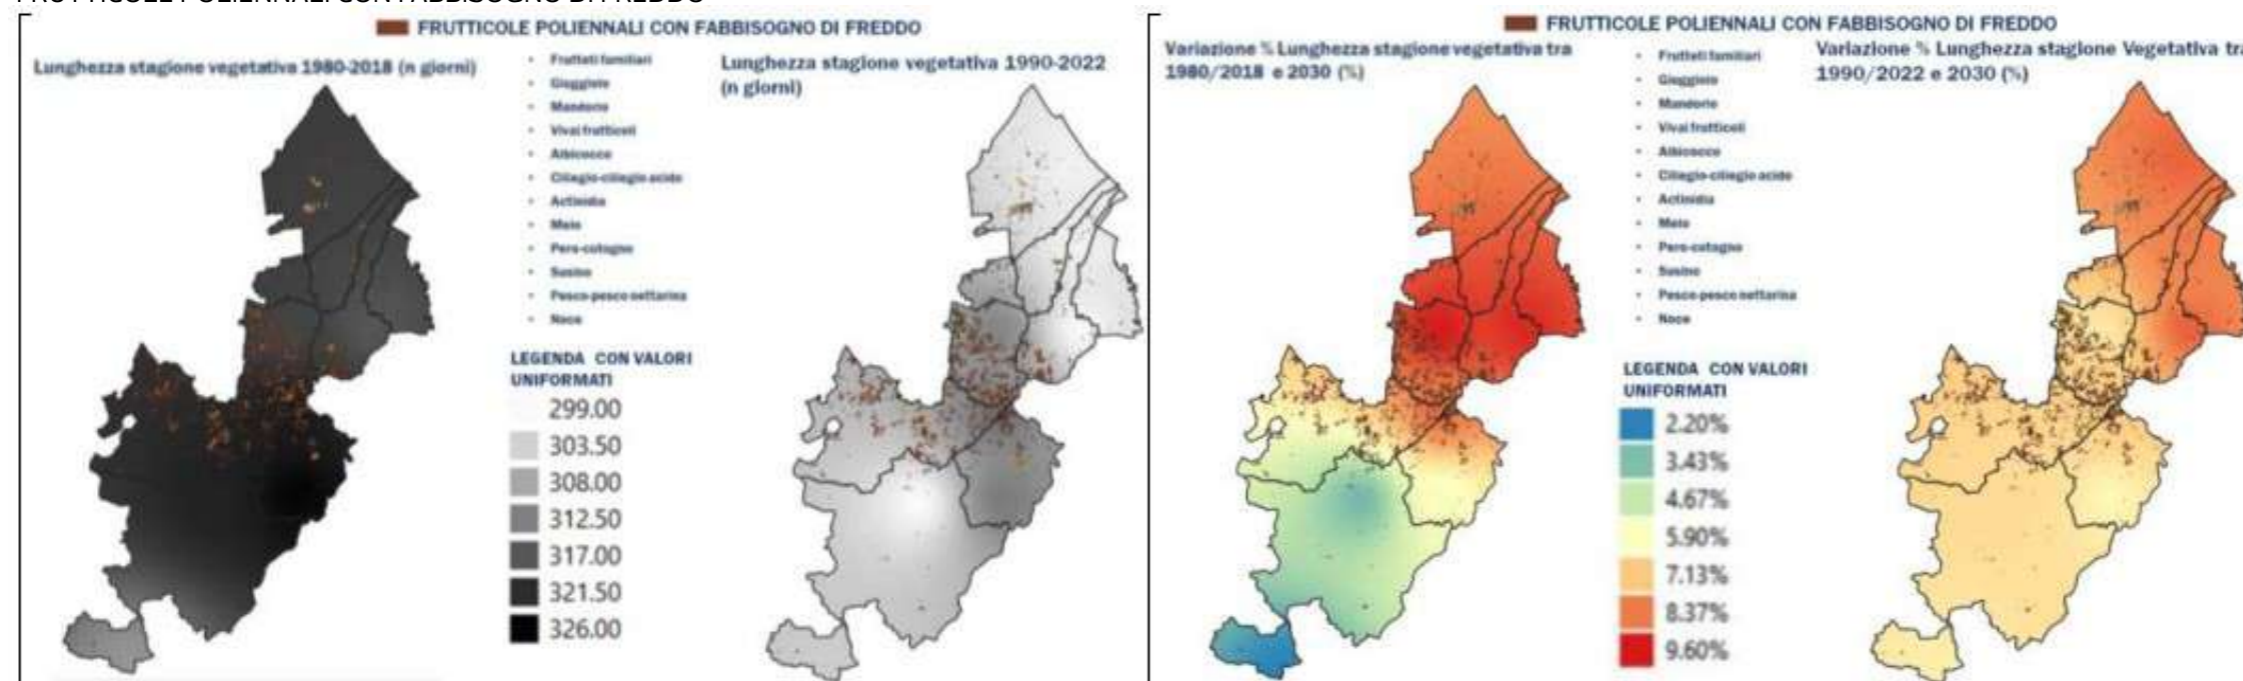 FRUTTICOLE POLIENNALI CON FABBISOGNO DI FREDDO
FRUTTICOLE POLIENNALI CON FABBISOGNO DI FREDDO
Lunghezza stagione vegetativa 1980-2018 (n giorni)
• Frutteti familiari
• Giuggiolo
• Mandorlo
• Vivai frutticoli
• Albicocco
• Ciliegio-ciliegio acido
• Actinidia
• Melo
• Pero-cotogno
• Susino
• Pesco-pesco nettarina
• Noce
LEGENDA CON VALORI
UNIFORMATI
299.00
303.50
308.00
312.50
317.00
321.50
326.00
Lunghezza stagione vegetativa 1990-2022
(n giorni)
FRUTTICOLE POLIENNALI CON FABBISOGNO DI FREDDO
Variazione % Lunghezza stagione vegetativa tra
1980/2018 e 2030 (%)
• Frutteti familiari
• Giuggiolo
• Mandorlo
• Vivai frutticoli
• Albicocco
• Ciliegio-ciliegio acido
• Actinidia
• Melo
• Pero-cotogno
• Susino
• Pesco-pesco nettarina
• Noce
LEGENDA CON VALORI
UNIFORMATI
2.20%
3.43%
4.67%
5.90%
7.13%
8.37%
9.60%
Variazione % Lunghezza stagione Vegetativa tra
1990/2022 e 2030 (%)